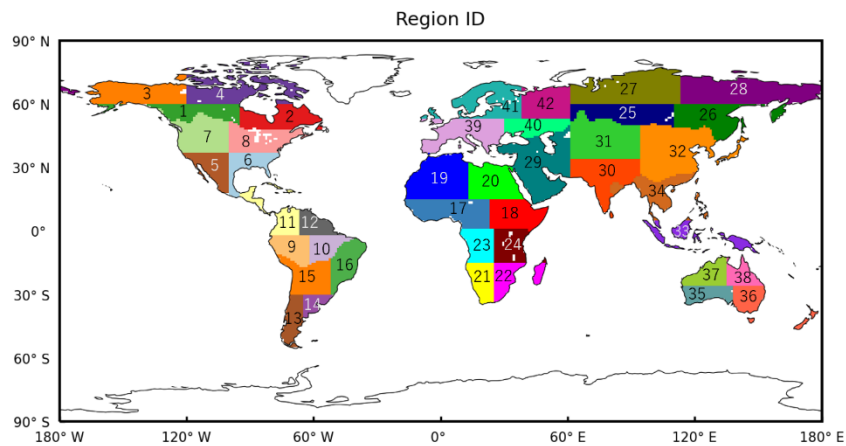 Region ID
90° N
60° N
30° N
0°
30° S
60° S
90° S
3 4 27 28
1 2 41 42 25 26
7 8 39 40 31
5 6 29 30 32
19 20 34
17 18
11 12 33
9 10 23 24
16
15 21 22 37 38
14 35 36
13
180° W 120° W 60° W 0° 60° E 120° E 180° E